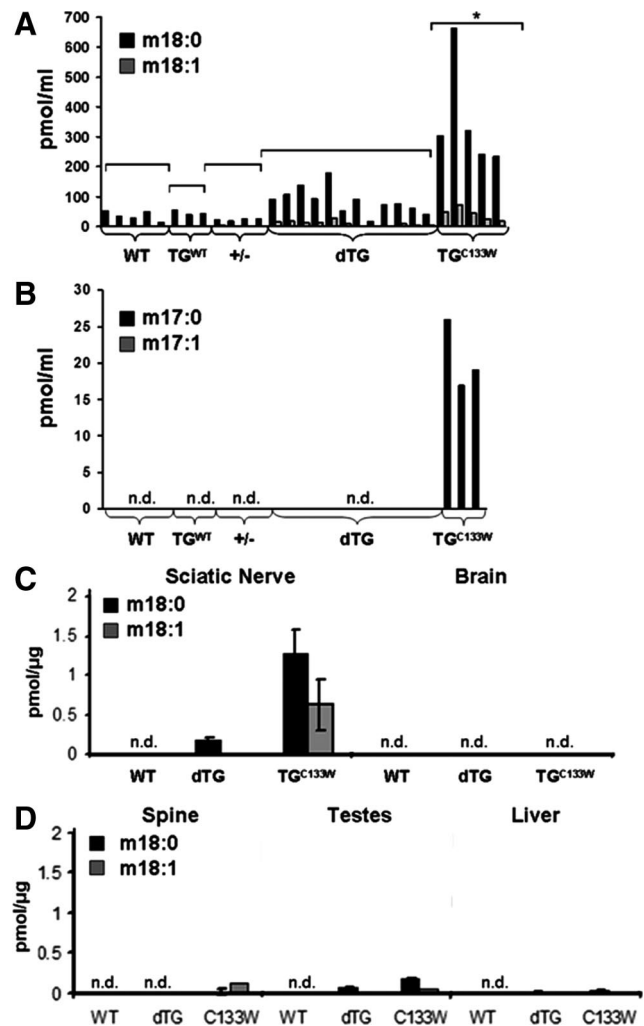 A
700
600
500
400
300
200
100
0
pmol/ml
m18:0
m18:1
*
WT TGWT +/- dTG TGC133W
B
30
25
20
15
10
5
0
pmol/ml
m17:0
m17:1
n.d. n.d. n.d. n.d.
WT TGWT +/- dTG TGC133W
C
Sciatic Nerve Brain
2
1.5
1
0.5
0
pmol/µg
m18:0
m18:1
n.d. n.d. n.d. n.d.
WT dTG TGC133W WT dTG TGC133W
D
Spine Testes Liver
2
1.5
1
0.5
0
pmol/µg
m18:0
m18:1
n.d. n.d. n.d. n.d.
WT dTG C133W WT dTG C133W WT dTG C133W